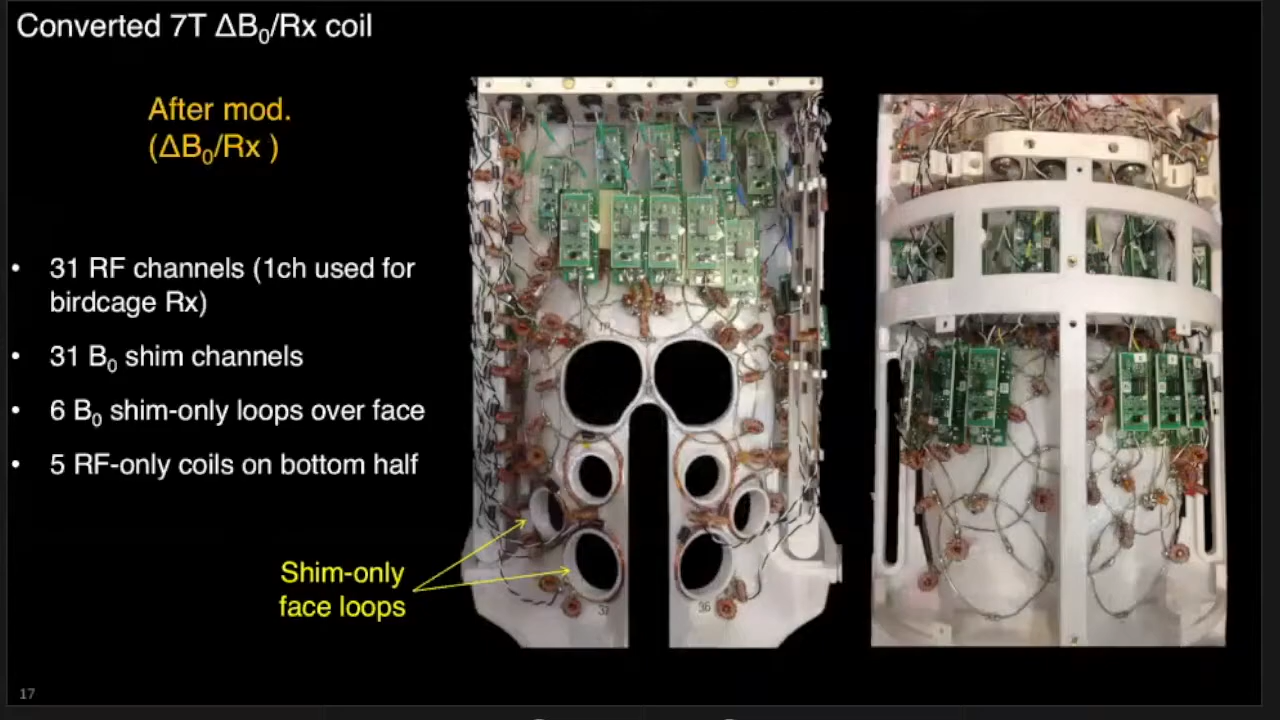 Converted 7T ΔB₀/Rx coil
After mod.
(ΔB₀/Rx )
• 31 RF channels (1ch used for
birdcage Rx)
• 31 B₀ shim channels
• 6 B₀ shim-only loops over face
• 5 RF-only coils on bottom half
Shim-only
face loops
36
17